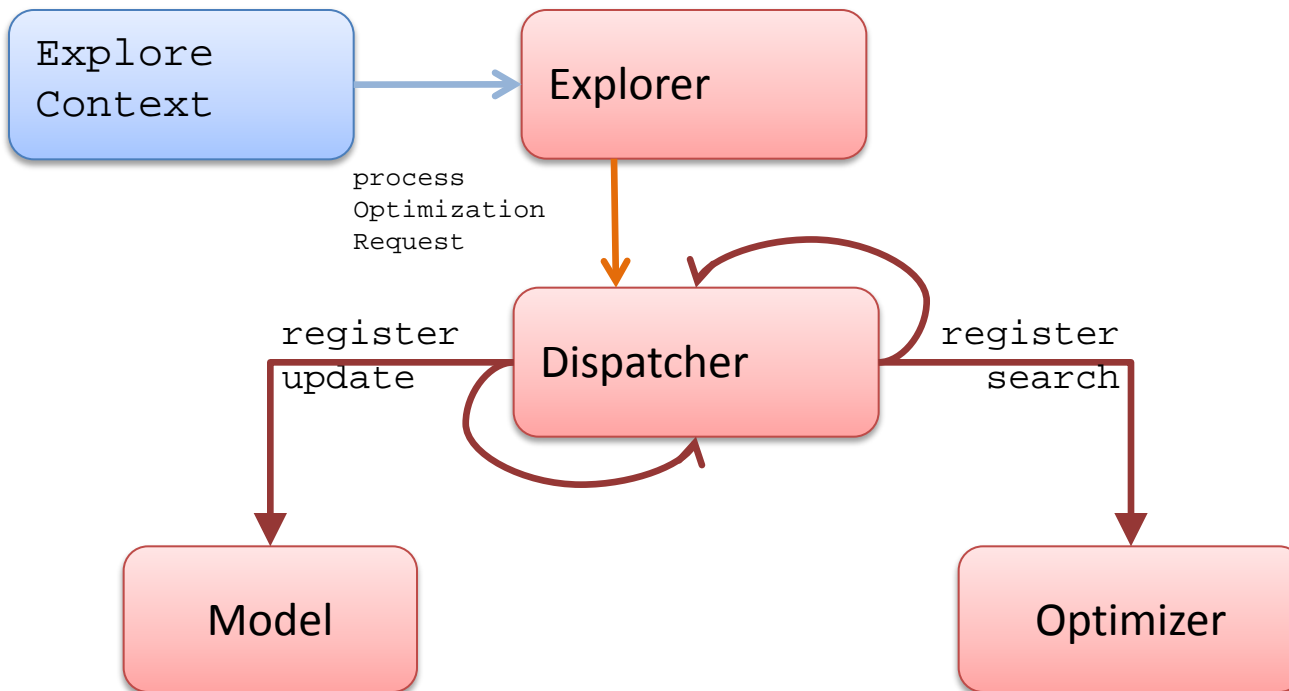 Explore
Context
Explorer
process
Optimization
Request
register
update
Dispatcher
register
search
Model
Optimizer